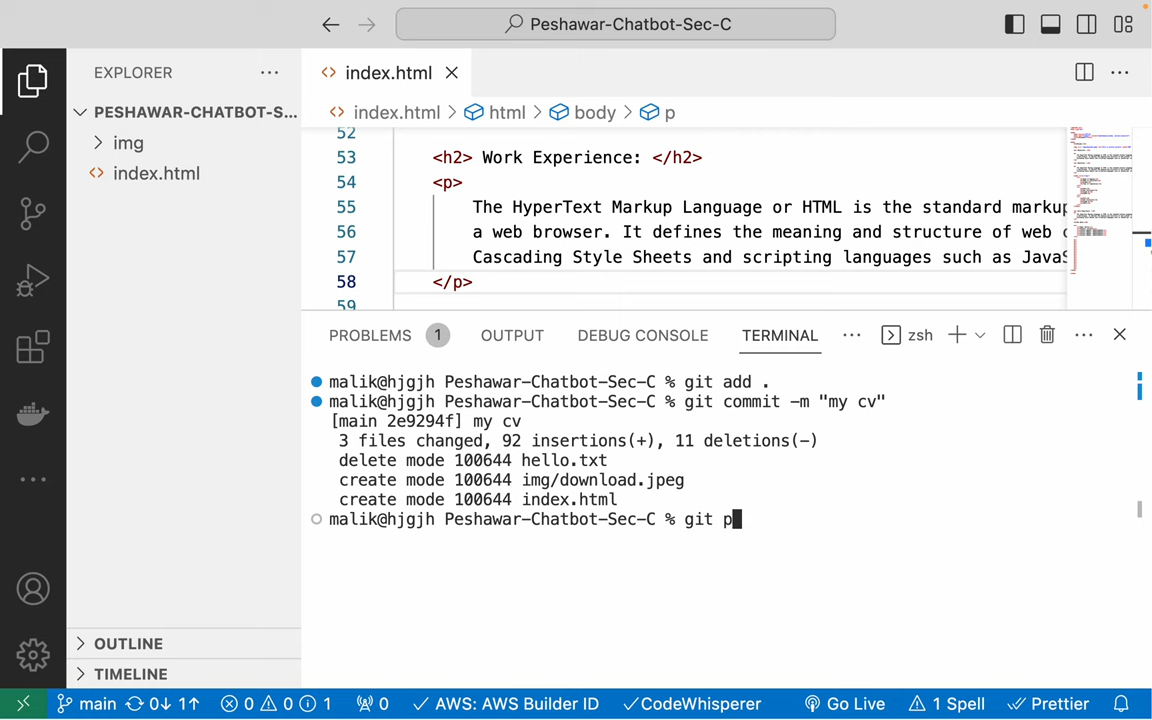 Peshawar-Chatbot-Sec-C
EXPLORER
index.html
PESHAWAR-CHATBOT-S...
img
index.html
index.html > html > body > p
52
53 <h2> Work Experience: </h2>
54 <p>
55 The HyperText Markup Language or HTML is the standard markup
56 a web browser. It defines the meaning and structure of web
57 Cascading Style Sheets and scripting languages such as JavaS
58 </p>
59
PROBLEMS 1 OUTPUT DEBUG CONSOLE TERMINAL zsh
malik@hjgjh Peshawar-Chatbot-Sec-C % git add .
malik@hjgjh Peshawar-Chatbot-Sec-C % git commit -m "my cv"
[main 2e9294f] my cv
3 files changed, 92 insertions(+), 11 deletions(-)
delete mode 100644 hello.txt
create mode 100644 img/download.jpeg
create mode 100644 index.html
malik@hjgjh Peshawar-Chatbot-Sec-C % git p
OUTLINE
TIMELINE
main 0↓ 1↑ 0 0 1 0 AWS: AWS Builder ID CodeWhisperer Go Live 1 Spell Prettier